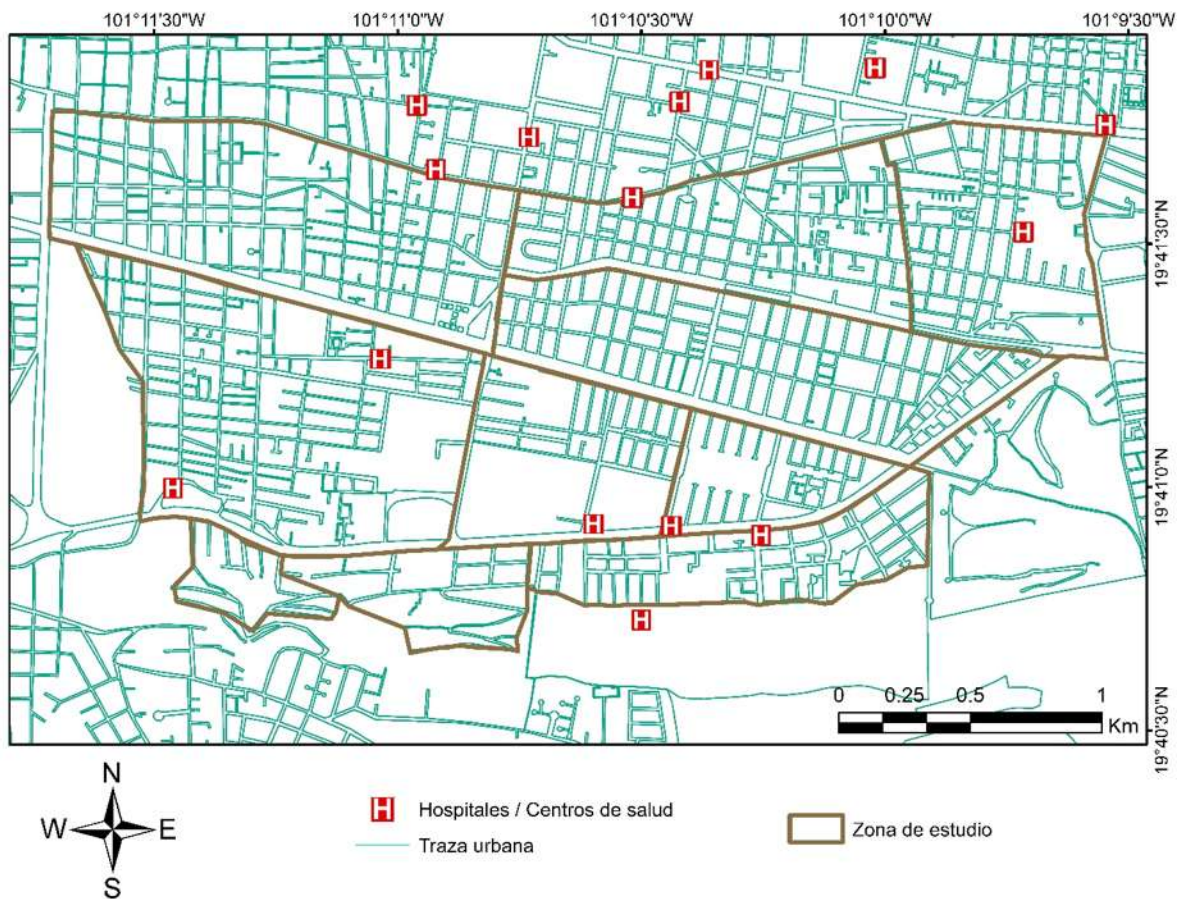 101°11'30"W 101°11'0"W 101°10'30"W 101°10'0"W 101°9'30"W
H
H
H
H
H
H
H
H
H
19°41'30"N
H
H
19°41'0"N
H
H
H
H
0 0.25 0.5 1
Km
19°40'30"N
N
W E
S
H Hospitales / Centros de salud
Traza urbana
Zona de estudio